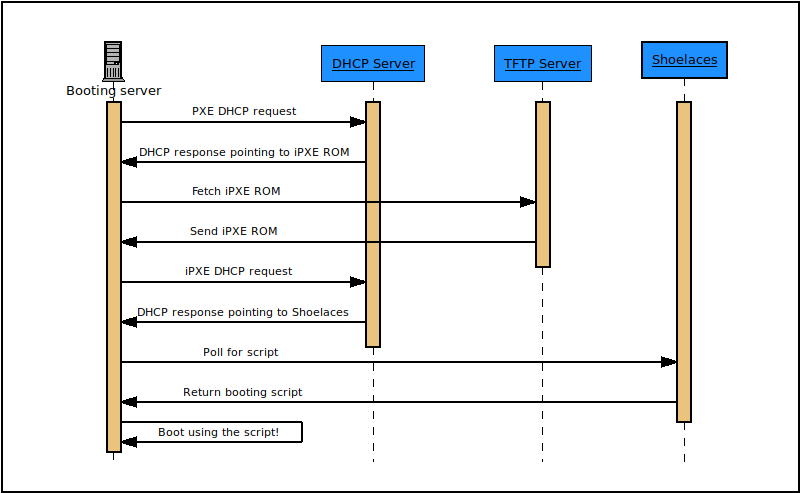 DHCP Server
TFTP Server
Shoelaces
Booting server
PXE DHCP request
DHCP response pointing to iPXE ROM
Fetch iPXE ROM
Send iPXE ROM
iPXE DHCP request
DHCP response pointing to Shoelaces
Poll for script
Return booting script
Boot using the script!